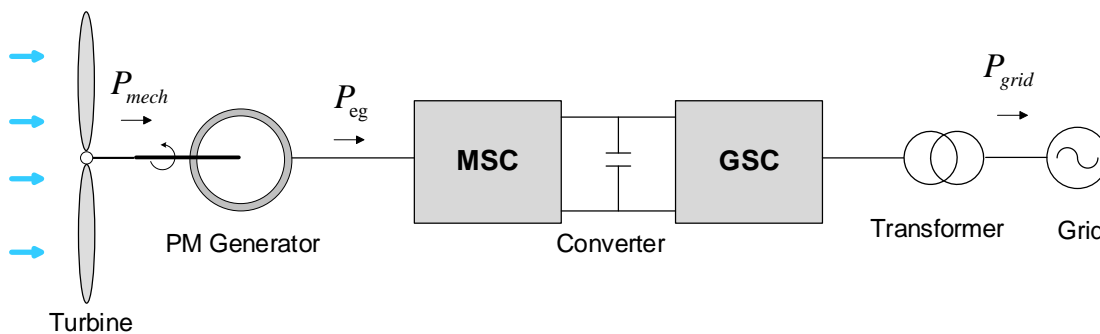 P_mech
P_eg
P_grid
MSC
GSC
PM Generator
Converter
Transformer
Grid
Turbine